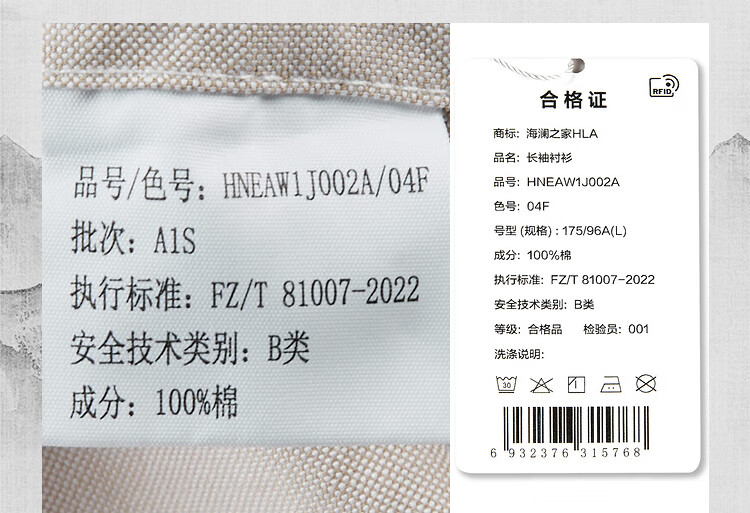 品号/色号: HNEAW1J002A/04F
批次: A1S
执行标准: FZ/T 81007-2022
安全技术类别: B类
成分: 100%棉
RFID
合格证
商标: 海澜之家HLA
品名: 长袖衬衫
品号: HNEAW1J002A
色号: 04F
号型 (规格) : 175/96A(L)
成分: 100%棉
执行标准: FZ/T 81007-2022
安全技术类别: B类
等级: 合格品 检验员: 001
洗涤说明:
30
6 932376 315768